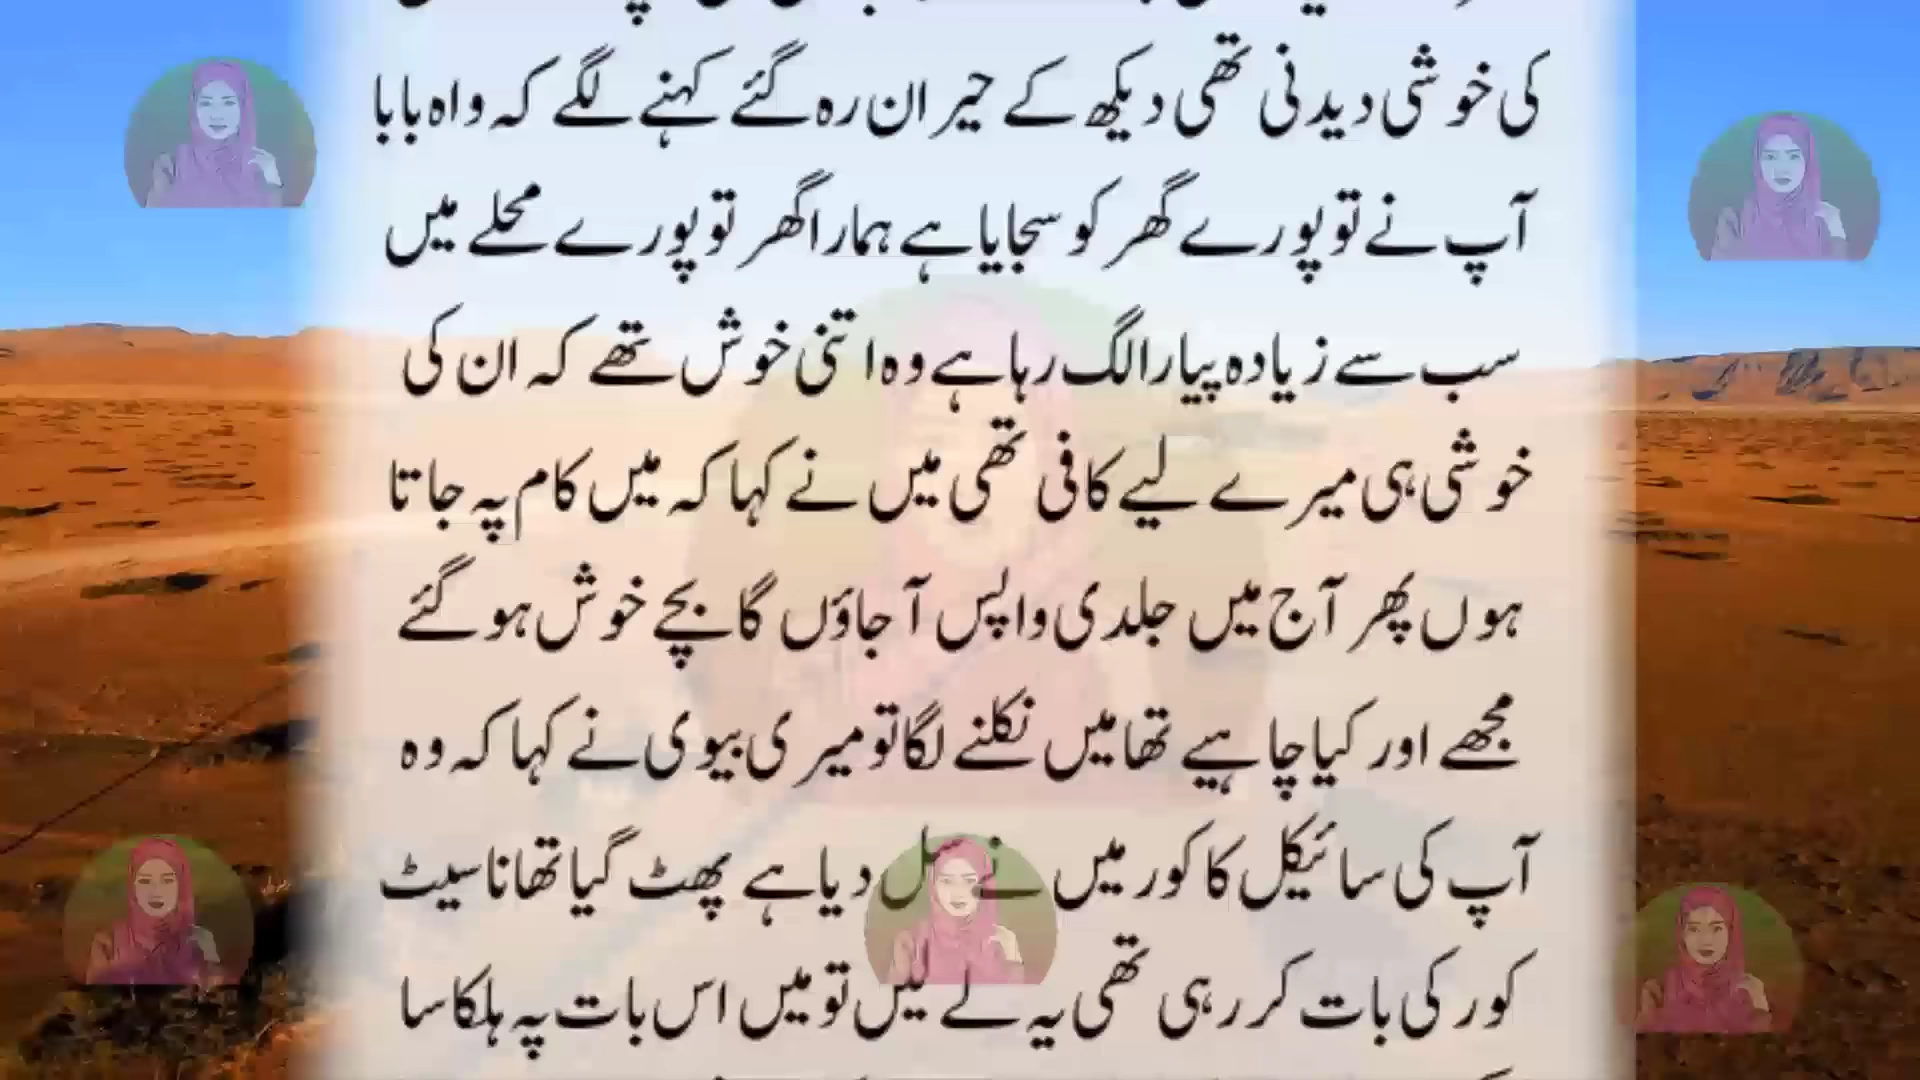 کی خوشی دیدنی تھی دیکھ کے حیران رہ گئے کہنے لگے کہ واہ بابا
آپ نے تو پورے گھر کو سجایا ہے ہمارا گھر تو پورے محلے میں
سب سے زیادہ پیارا لگ رہا ہے وہ اتنی خوش تھے کہ ان کی
خوشی ہی میرے لیے کافی تھی میں نے کہا کہ میں کام پہ جاتا
ہوں پھر آج میں جلدی واپس آ جاؤں گا بچے خوش ہو گئے
مجھے اور کیا چاہیے تھا میں نکلنے لگا تو میری بیوی نے کہا کہ وہ
آپ کی سائیکل کا کور میں نے سل دیا ہے پھٹ گیا تھا نا سیٹ
کور کی بات کر رہی تھی یہ لے لیں تو میں اس بات پہ ہلکا سا